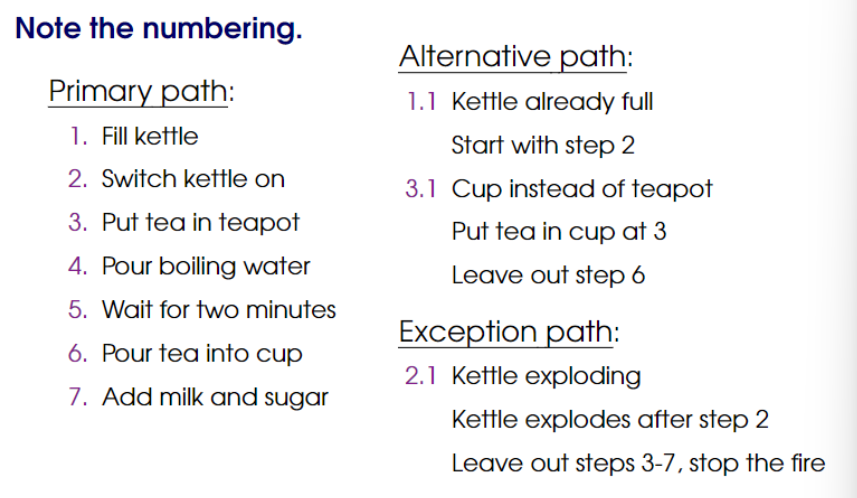 Note the numbering.
Primary path:
1. Fill kettle
2. Switch kettle on
3. Put tea in teapot
4. Pour boiling water
5. Wait for two minutes
6. Pour tea into cup
7. Add milk and sugar
Alternative path:
1.1 Kettle already full
Start with step 2
3.1 Cup instead of teapot
Put tea in cup at 3
Leave out step 6
Exception path:
2.1 Kettle exploding
Kettle explodes after step 2
Leave out steps 3-7, stop the fire